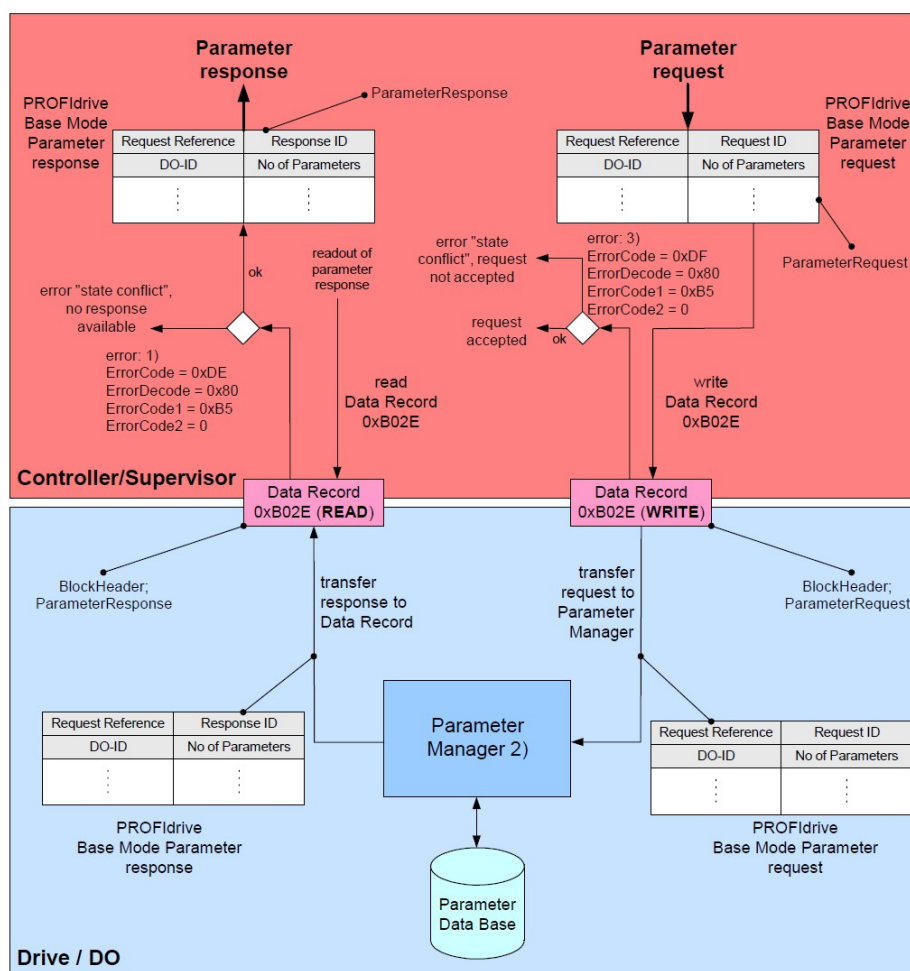 Parameter
response
Parameter
request
ParameterResponse
PROFIdrive
Base Mode
Parameter
response
Request Reference
Response ID
DO-ID
No of Parameters
Request Reference
Request ID
DO-ID
No of Parameters
PROFIdrive
Base Mode
Parameter
request
ParameterRequest
ok
readout of
parameter
response
error "state conflict",
no response
available
error: 1)
ErrorCode = 0xDE
ErrorDecode = 0x80
ErrorCode1 = 0xB5
ErrorCode2 = 0
read
Data Record
0xB02E
error "state
conflict", request
not accepted
error: 3)
ErrorCode = 0xDF
ErrorDecode = 0x80
ErrorCode1 = 0xB5
ErrorCode2 = 0
request
accepted
ok
write
Data Record
0xB02E
Controller/Supervisor
Data Record
0xB02E (READ)
Data Record
0xB02E (WRITE)
BlockHeader;
ParameterResponse
transfer
response to
Data Record
transfer
request to
Parameter
Manager
BlockHeader;
ParameterRequest
Request Reference
Response ID
DO-ID
No of Parameters
PROFIdrive
Base Mode Parameter
response
Parameter
Manager 2)
Request Reference
Request ID
DO-ID
No of Parameters
PROFIdrive
Base Mode Parameter
request
Parameter
Data Base
Drive / DO